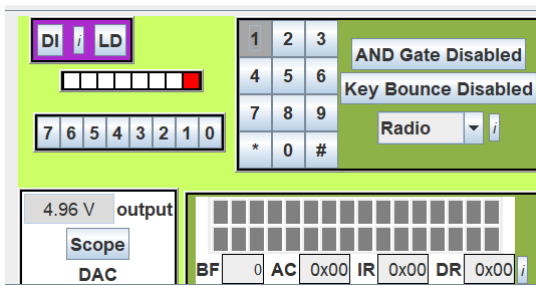 DI i LD
7 6 5 4 3 2 1 0
1 2 3
4 5 6
7 8 9
* 0 #
AND Gate Disabled
Key Bounce Disabled
Radio i
4.96 V output
Scope
DAC
BF 0 AC 0x00 IR 0x00 DR 0x00 i